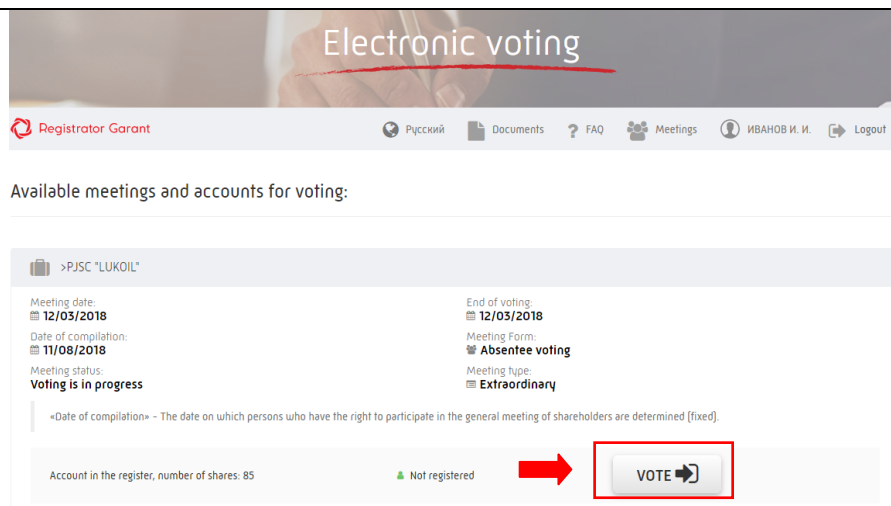 Electronic voting
Registrator Garant Русский Documents ? FAQ Meetings ИВАНОВ И. И. Logout
Available meetings and accounts for voting:
>PJSC "LUKOIL"
Meeting date: End of voting:
12/03/2018 12/03/2018
Date of compilation: Meeting Form:
11/08/2018 Absentee voting
Meeting status: Meeting type:
Voting is in progress Extraordinary
«Date of compilation» - The date on which persons who have the right to participate in the general meeting of shareholders are determined (fixed).
Account in the register, number of shares: 85 Not registered VOTE